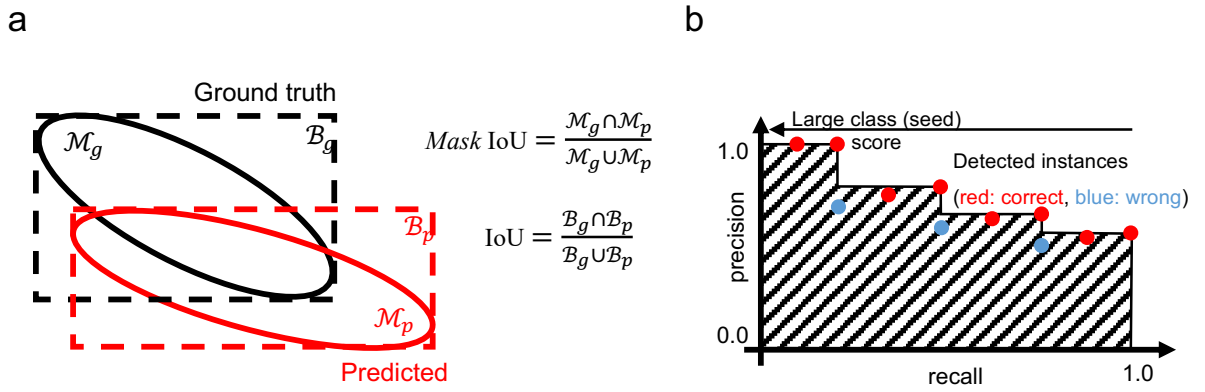 a
Ground truth
ℳg
ℬg
ℬp
ℳp
Predicted
Mask IoU = ℳg∩ℳp / ℳg∪ℳp
IoU = ℬg∩ℬp / ℬg∪ℬp
b
Large class (seed)
score
1.0
Detected instances
(red: correct, blue: wrong)
precision
0.0
recall
1.0